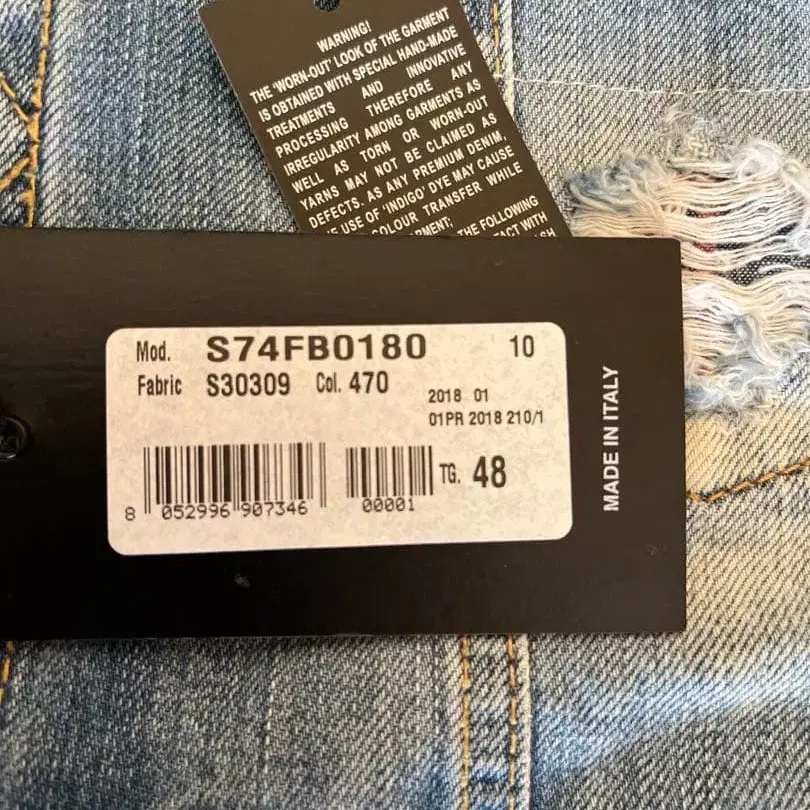 WARNING!
THE 'WORN-OUT' LOOK OF THE GARMENT
IS OBTAINED WITH SPECIAL HAND-MADE
TREATMENTS AND INNOVATIVE
PROCESSING THEREFORE ANY
IRREGULARITY AMONG GARMENTS AS
WELL AS TORN OR WORN-OUT
YARNS MAY NOT BE CLAIMED AS
DEFECTS. AS ANY PREMIUM DENIM,
USE OF 'INDIGO' DYE MAY CAUSE
COLOUR TRANSFER WHILE
THE FOLLOWING
WITH
Mod. S74FB0180 10
Fabric S30309 Col. 470
2018 01
01PR 2018 210/1
8 052996 907346 00001 TG. 48
MADE IN ITALY